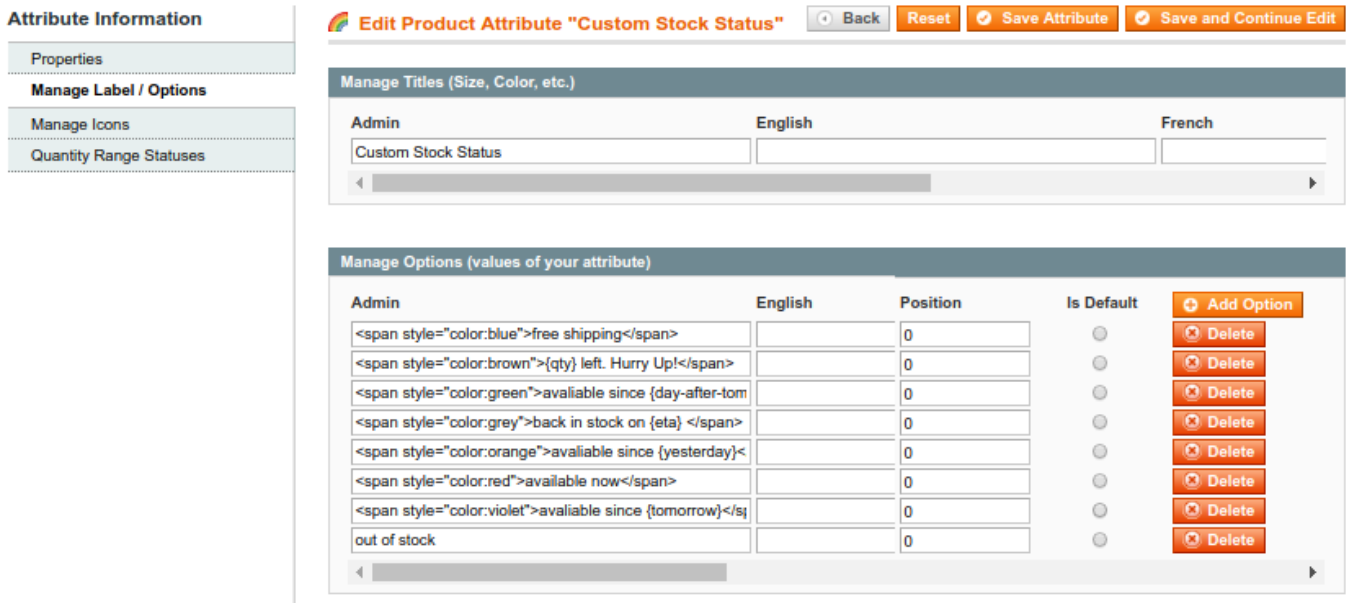 Attribute Information
Properties
Manage Label / Options
Manage Icons
Quantity Range Statuses
Edit Product Attribute "Custom Stock Status" Back Reset Save Attribute Save and Continue Edit
Manage Titles (Size, Color, etc.)
Admin English French
Custom Stock Status
Manage Options (values of your attribute)
Admin English Position Is Default Add Option
<span style="color:blue">free shipping</span> 0 Delete
<span style="color:brown">{qty} left. Hurry Up!</span> 0 Delete
<span style="color:green">avaliable since {day-after-tom 0 Delete
<span style="color:grey">back in stock on {eta} </span> 0 Delete
<span style="color:orange">avaliable since {yesterday}< 0 Delete
<span style="color:red">available now</span> 0 Delete
<span style="color:violet">avaliable since {tomorrow}</sp 0 Delete
out of stock 0 Delete